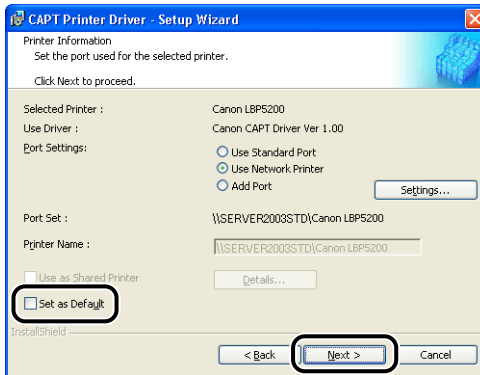 CAPT Printer Driver - Setup Wizard
Printer Information
Set the port used for the selected printer.
Click Next to proceed.
Selected Printer : Canon LBP5200
Use Driver : Canon CAPT Driver Ver 1.00
Port Settings: Use Standard Port
Use Network Printer
Add Port Settings...
Port Set : \\SERVER2003STD\Canon LBP5200
Printer Name : \\SERVER2003STD\Canon LBP5200
Use as Shared Printer Details...
Set as Default
InstallShield
< Back Next > Cancel